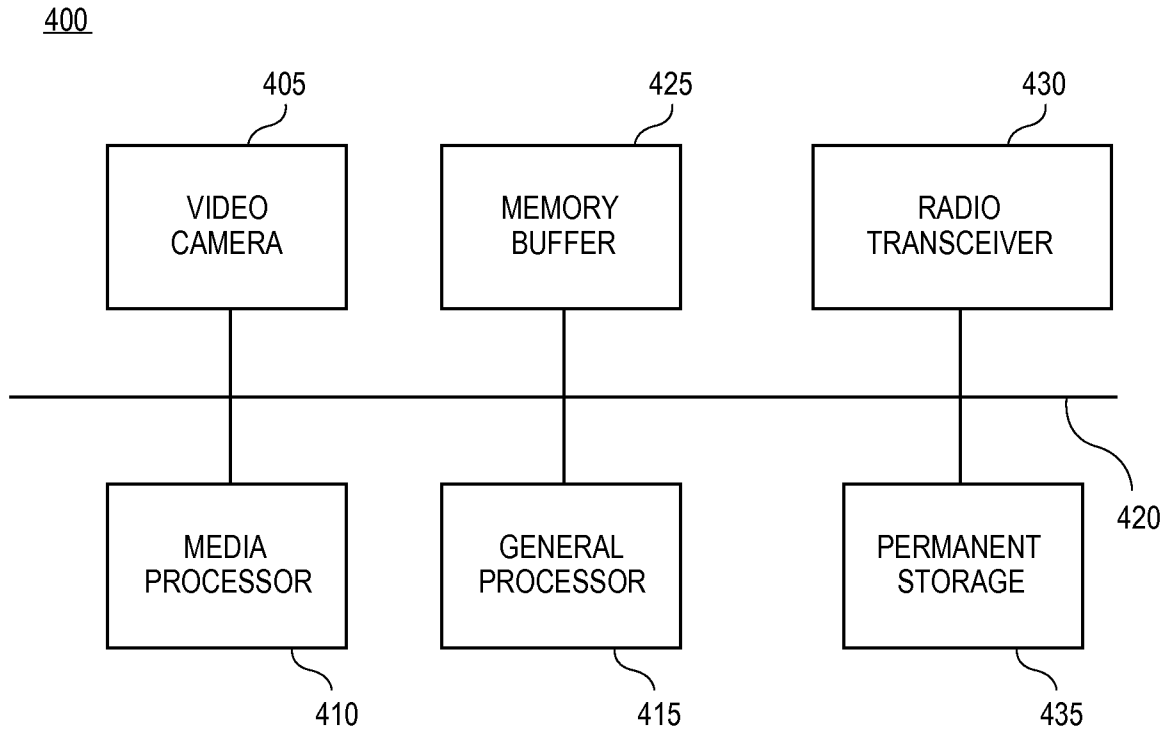 400
405
425
430
VIDEO
CAMERA
MEMORY
BUFFER
RADIO
TRANSCEIVER
420
MEDIA
PROCESSOR
GENERAL
PROCESSOR
PERMANENT
STORAGE
410
415
435